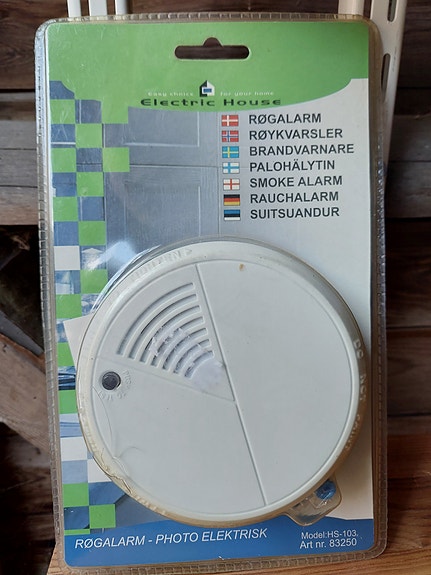 Easy choice for your home
Electric House
RØGALARM
RØYKVARSLER
BRANDVARNARE
PALOHÄLYTIN
SMOKE ALARM
RAUCHALARM
SUITSUANDUR
RØGALARM - PHOTO ELEKTRISK
Model:HS-103.
Art nr. 83250